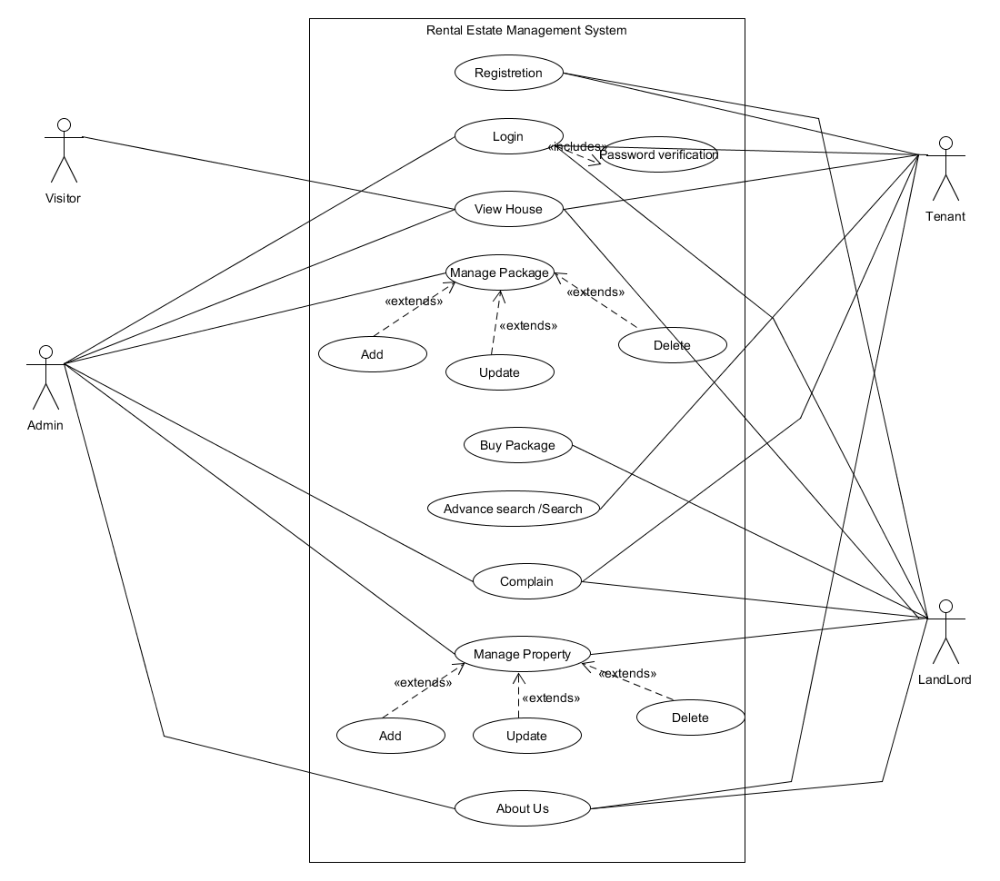 Rental Estate Management System
Registretion
Login
«includes»
Password verification
Visitor
Tenant
View House
Manage Package
«extends»
«extends»
«extends»
Add
Update
Delete
Admin
Buy Package
Advance search /Search
Complain
Manage Property
LandLord
«extends»
«extends»
«extends»
Add
Update
Delete
About Us